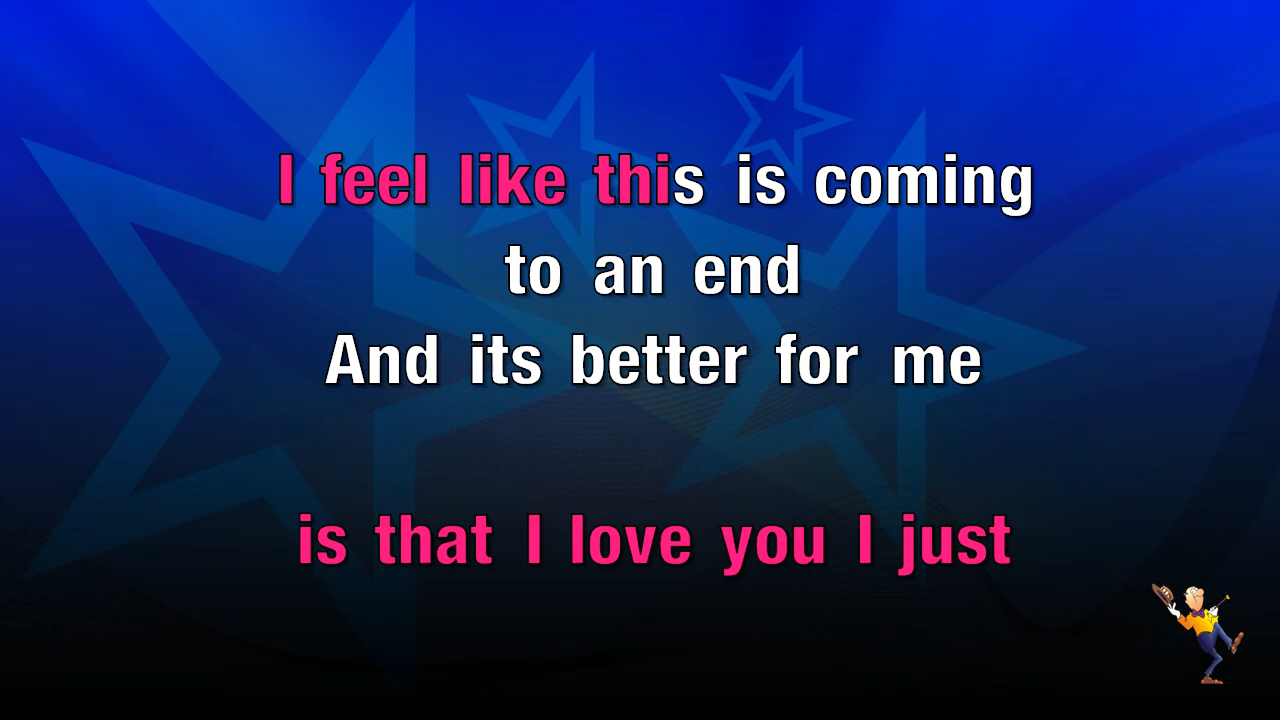 I feel like this is coming
to an end
And its better for me
is that I love you I just